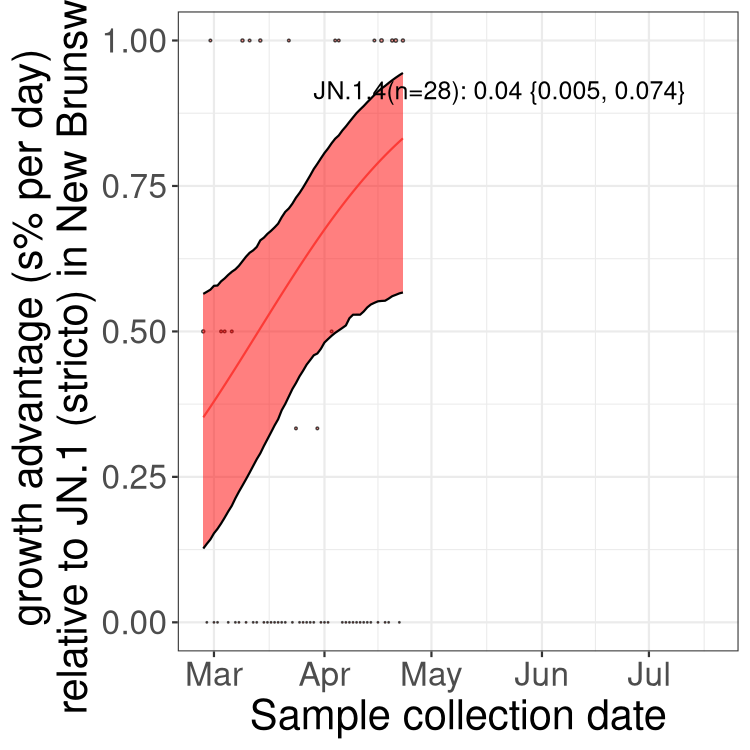 growth advantage (s% per day)
relative to JN.1 (stricto) in New Brunsw
1.00
0.75
0.50
0.25
0.00
JN.1.4(n=28): 0.04 {0.005, 0.074}
Mar Apr May Jun Jul
Sample collection date